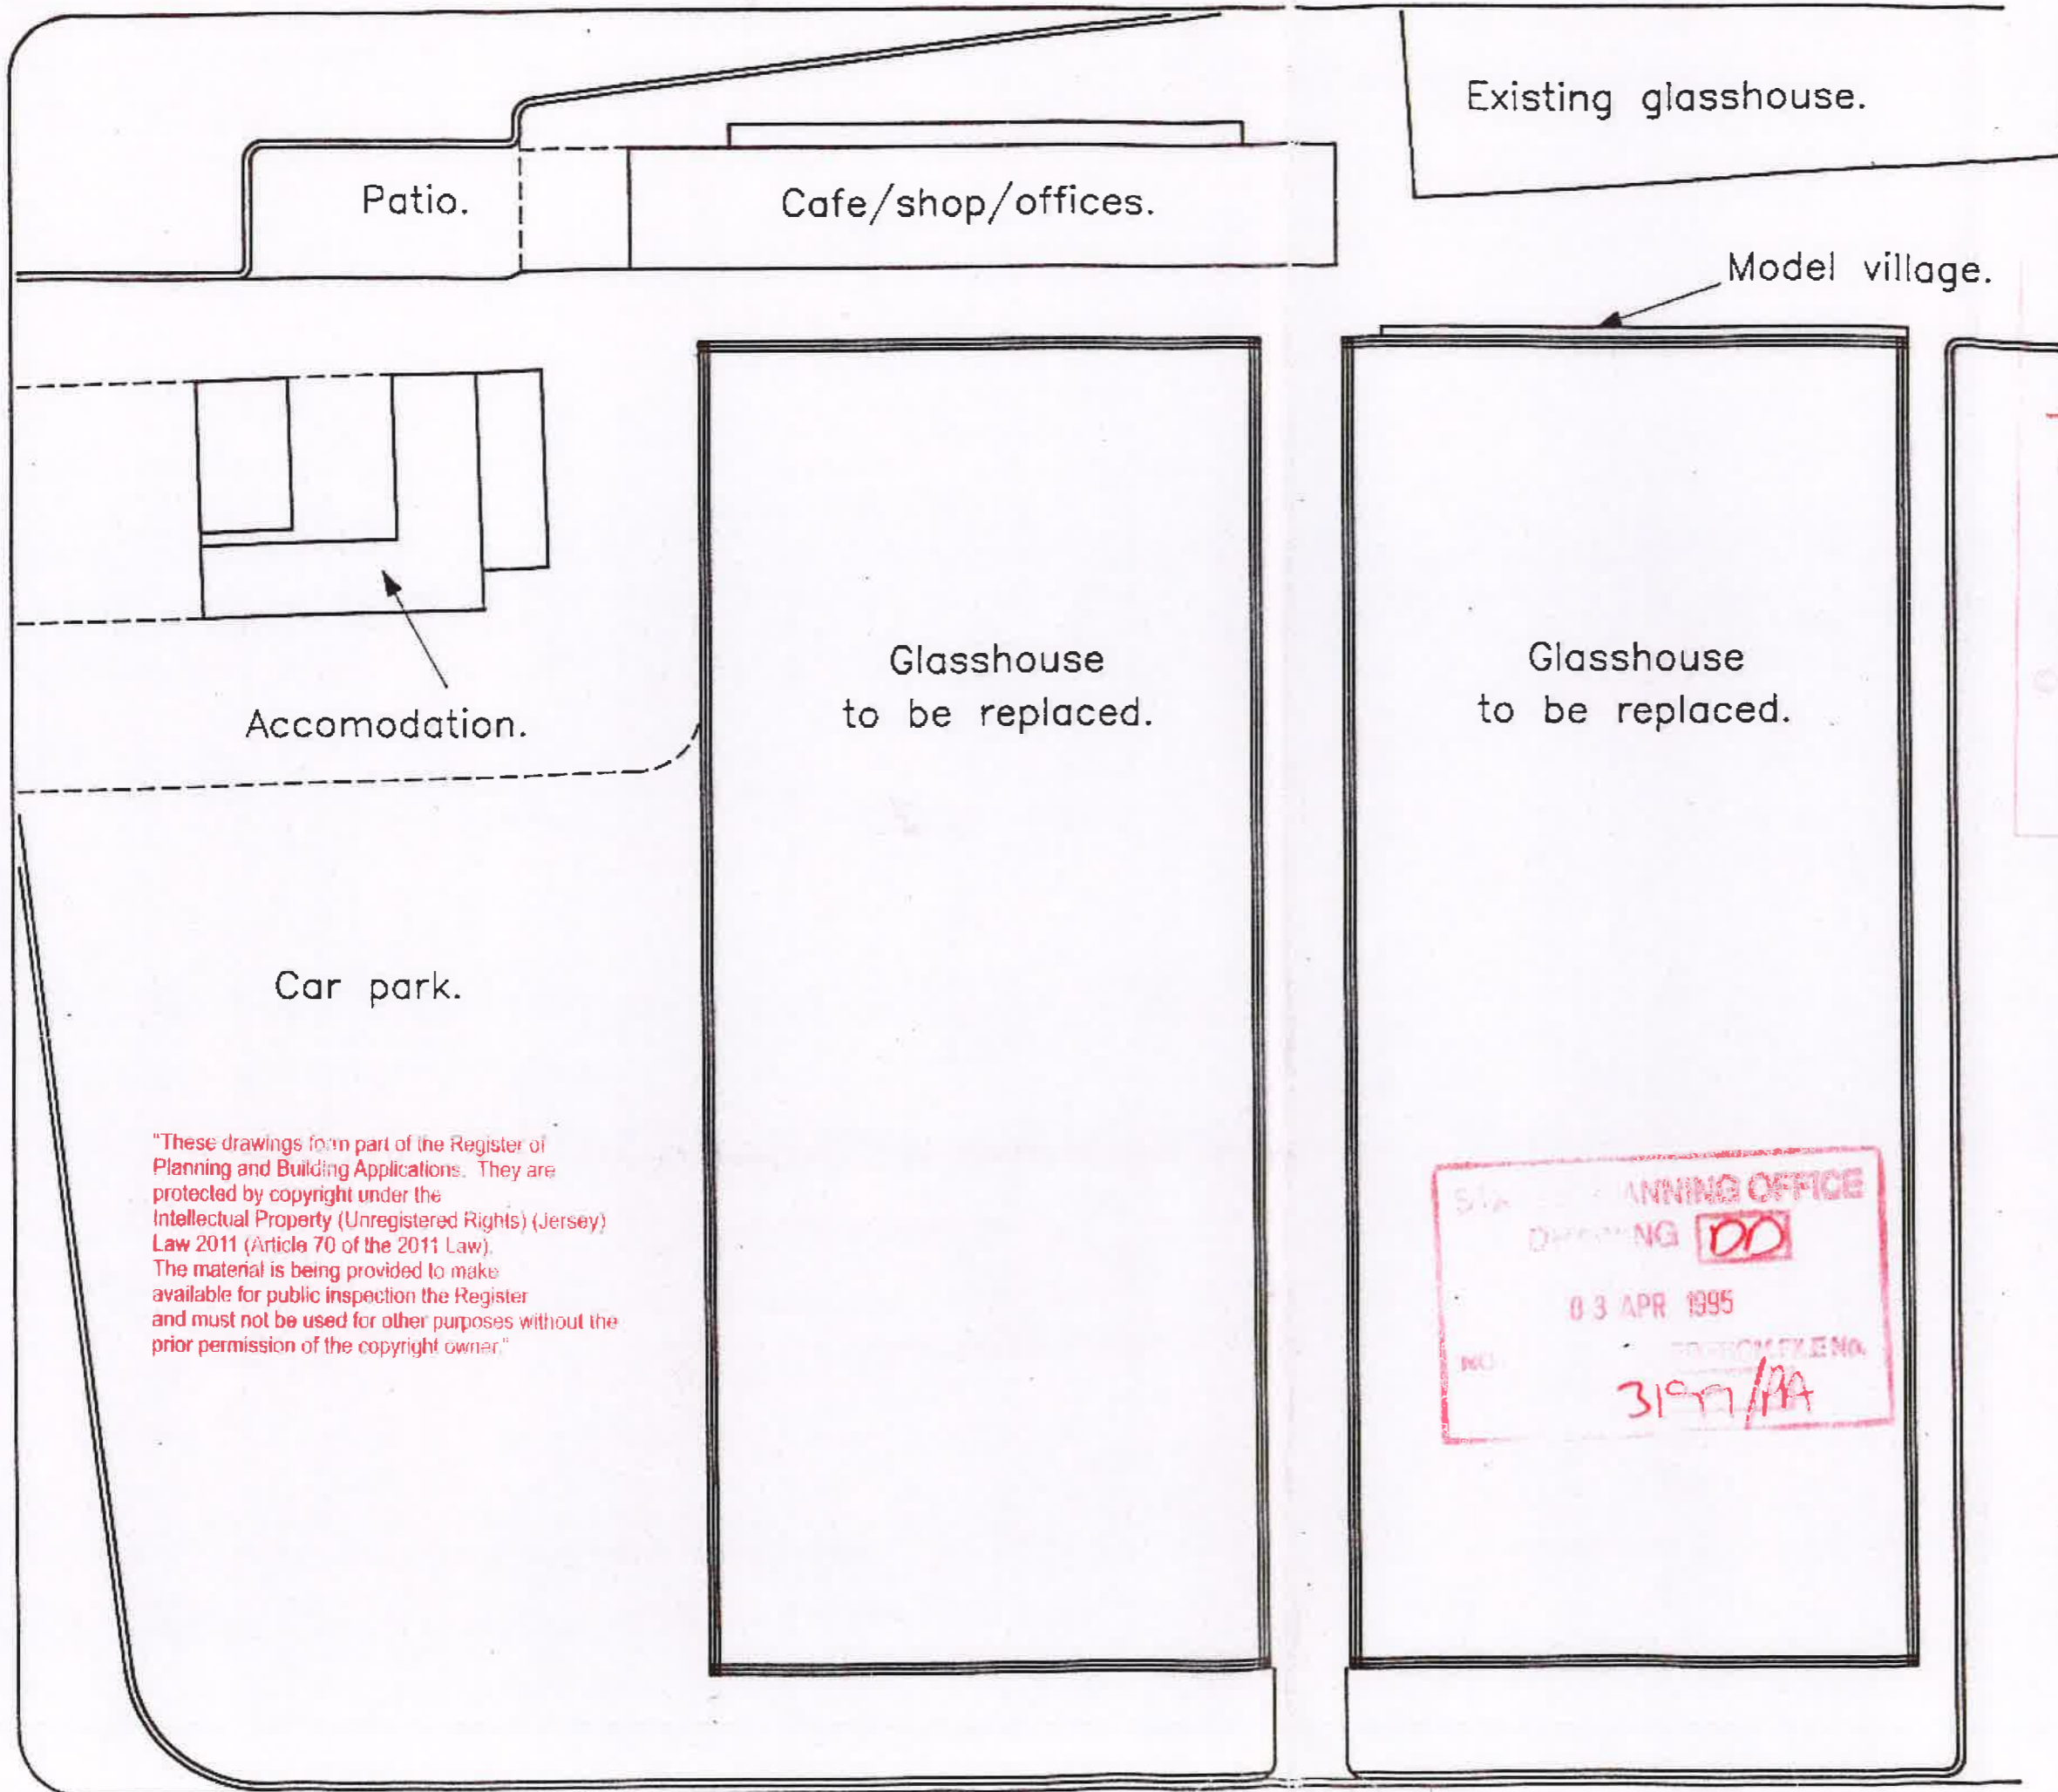 Existing glasshouse.
Patio.
Cafe/shop/offices.
Model village.
Glasshouse
to be replaced.
Glasshouse
to be replaced.
Accomodation.
Car park.
"These drawings form part of the Register of
Planning and Building Applications. They are
protected by copyright under the
Intellectual Property (Unregistered Rights) (Jersey)
Law 2011 (Article 70 of the 2011 Law).
The material is being provided to make
available for public inspection the Register
and must not be used for other purposes without the
prior permission of the copyright owner."
OFFICE
DD
03 APR 1995
NO.
FILE No.